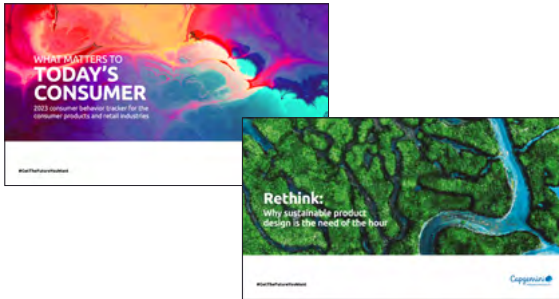 WHAT MATTERS TO
TODAY'S
CONSUMER
2023 consumer behavior tracker for the
consumer products and retail industries
#GetTheFutureYouWant
Rethink:
Why sustainable product
design is the need of the hour
#GetTheFutureYouWant
Capgemini